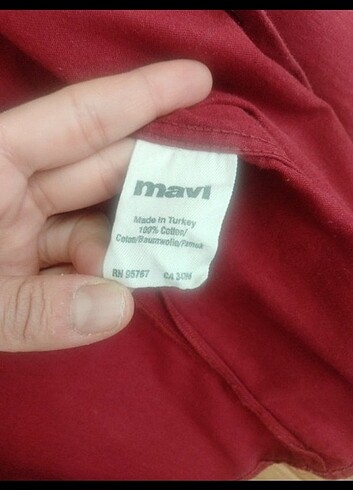 mavi
Made in Turkey
100% Cotton/
Coton/Baumwolle/Pamuk
RN 95767